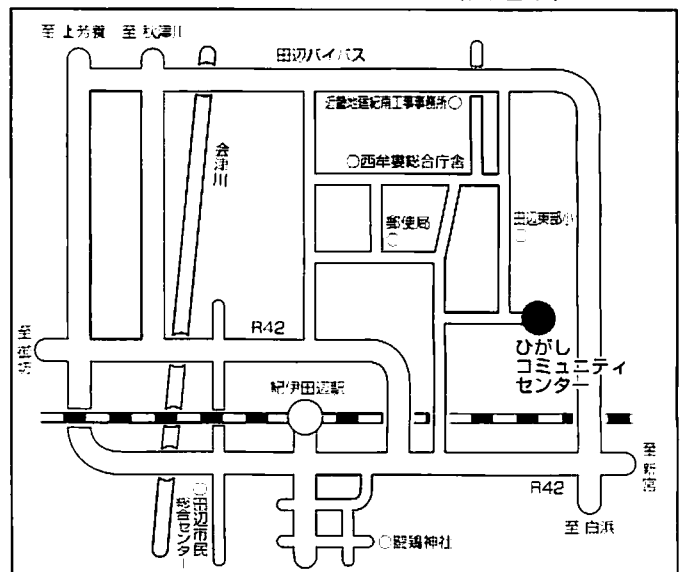 至 上芳養
至 秋津川
田辺バイパス
近畿地建紀南工事事務所○
会津川
○西牟婁総合庁舎
郵便局
○
田辺東部小
○
R42
至御坊
ひがし
コミュニティ
センター
紀伊田辺駅
至新宮
R42
○田辺市民
総合センター
○闘鶏神社
至 白浜